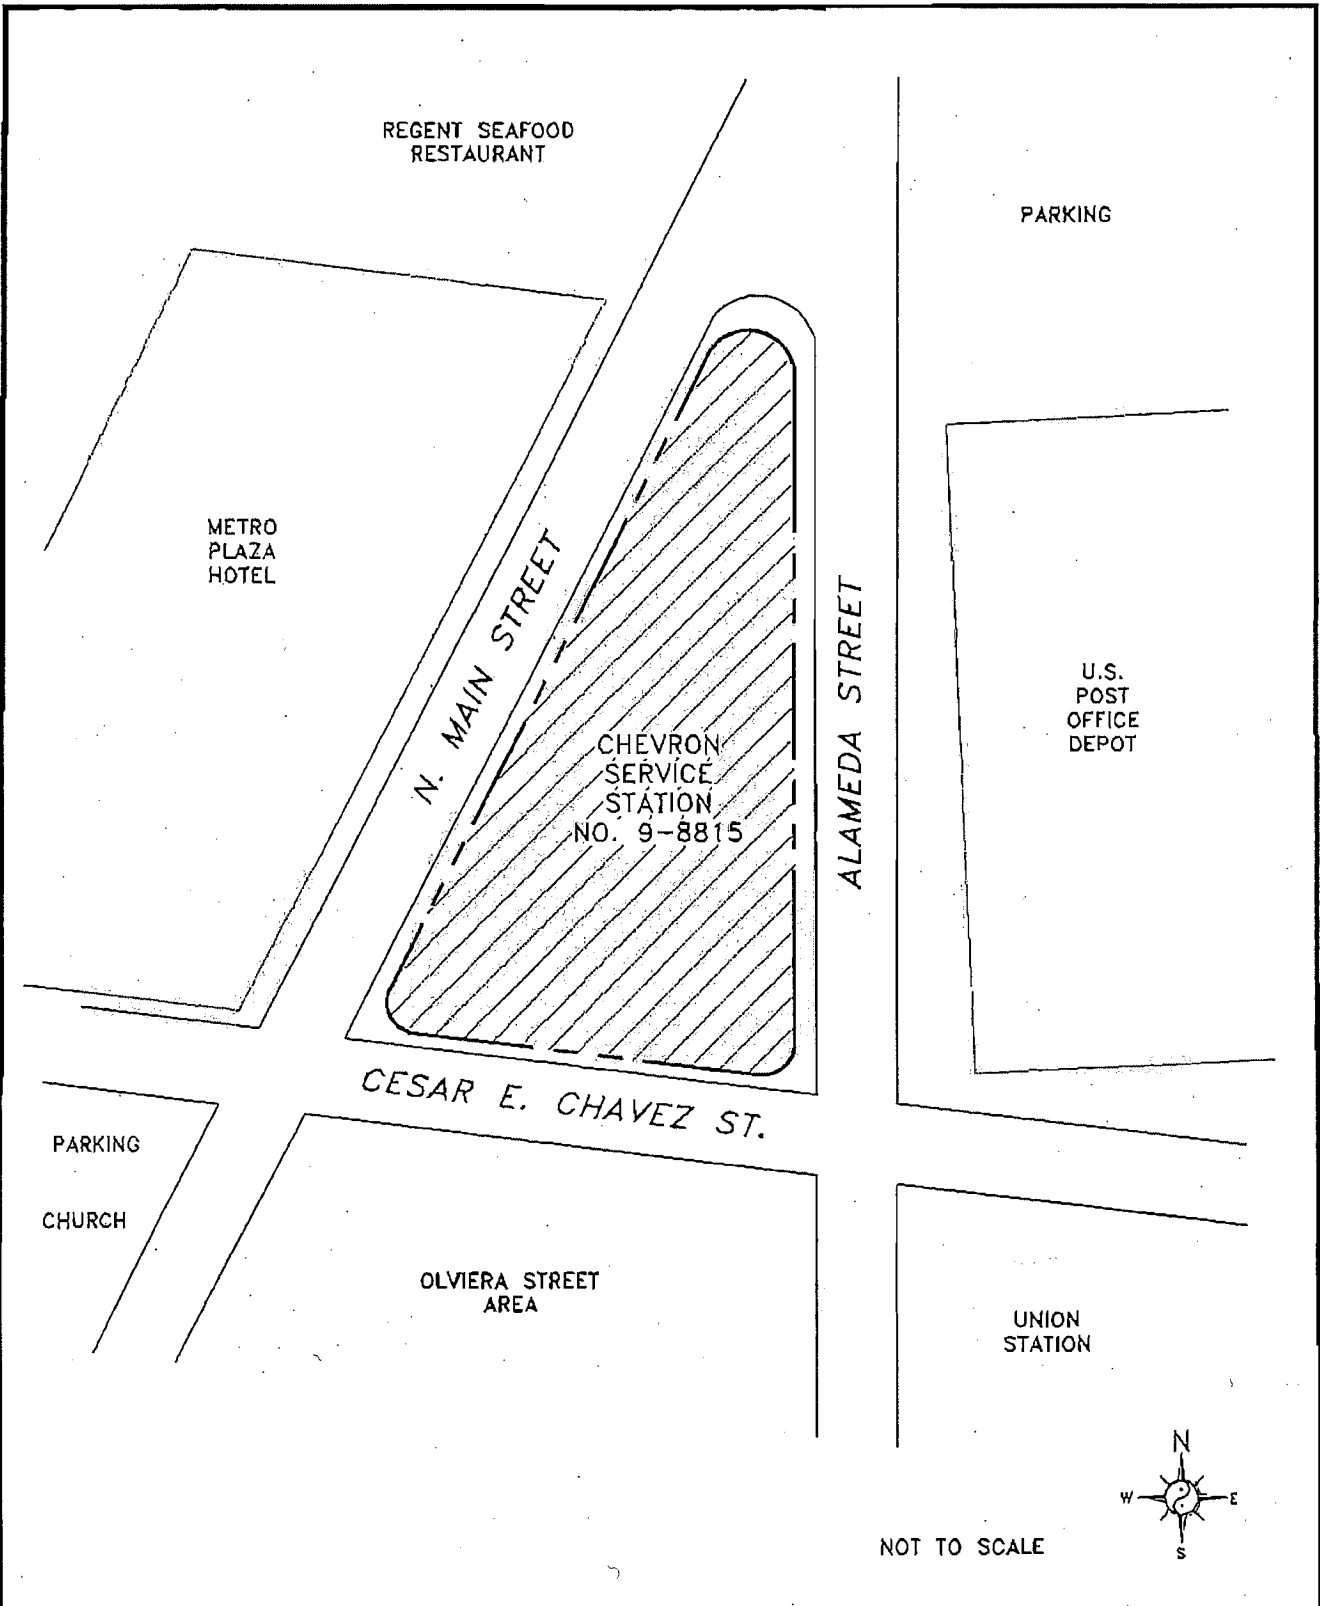 REGENT SEAFOOD
RESTAURANT
PARKING
METRO
PLAZA
HOTEL
N. MAIN STREET
ALAMEDA STREET
U.S.
POST
OFFICE
DEPOT
CHEVRON
SERVICE
STATION
NO. 9-8815
CESAR E. CHAVEZ ST.
PARKING
CHURCH
OLVIERA STREET
AREA
UNION
STATION
N
W
E
S
NOT TO SCALE